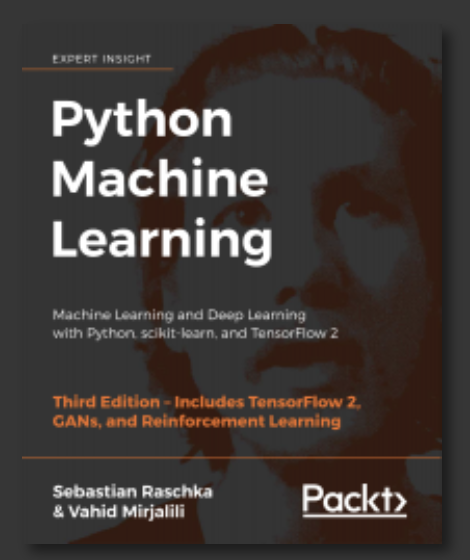 EXPERT INSIGHT
Python
Machine
Learning
Machine Learning and Deep Learning
with Python, scikit-learn, and TensorFlow 2
Third Edition – Includes TensorFlow 2,
GANs, and Reinforcement Learning
Sebastian Raschka
& Vahid Mirjalili
Packt>